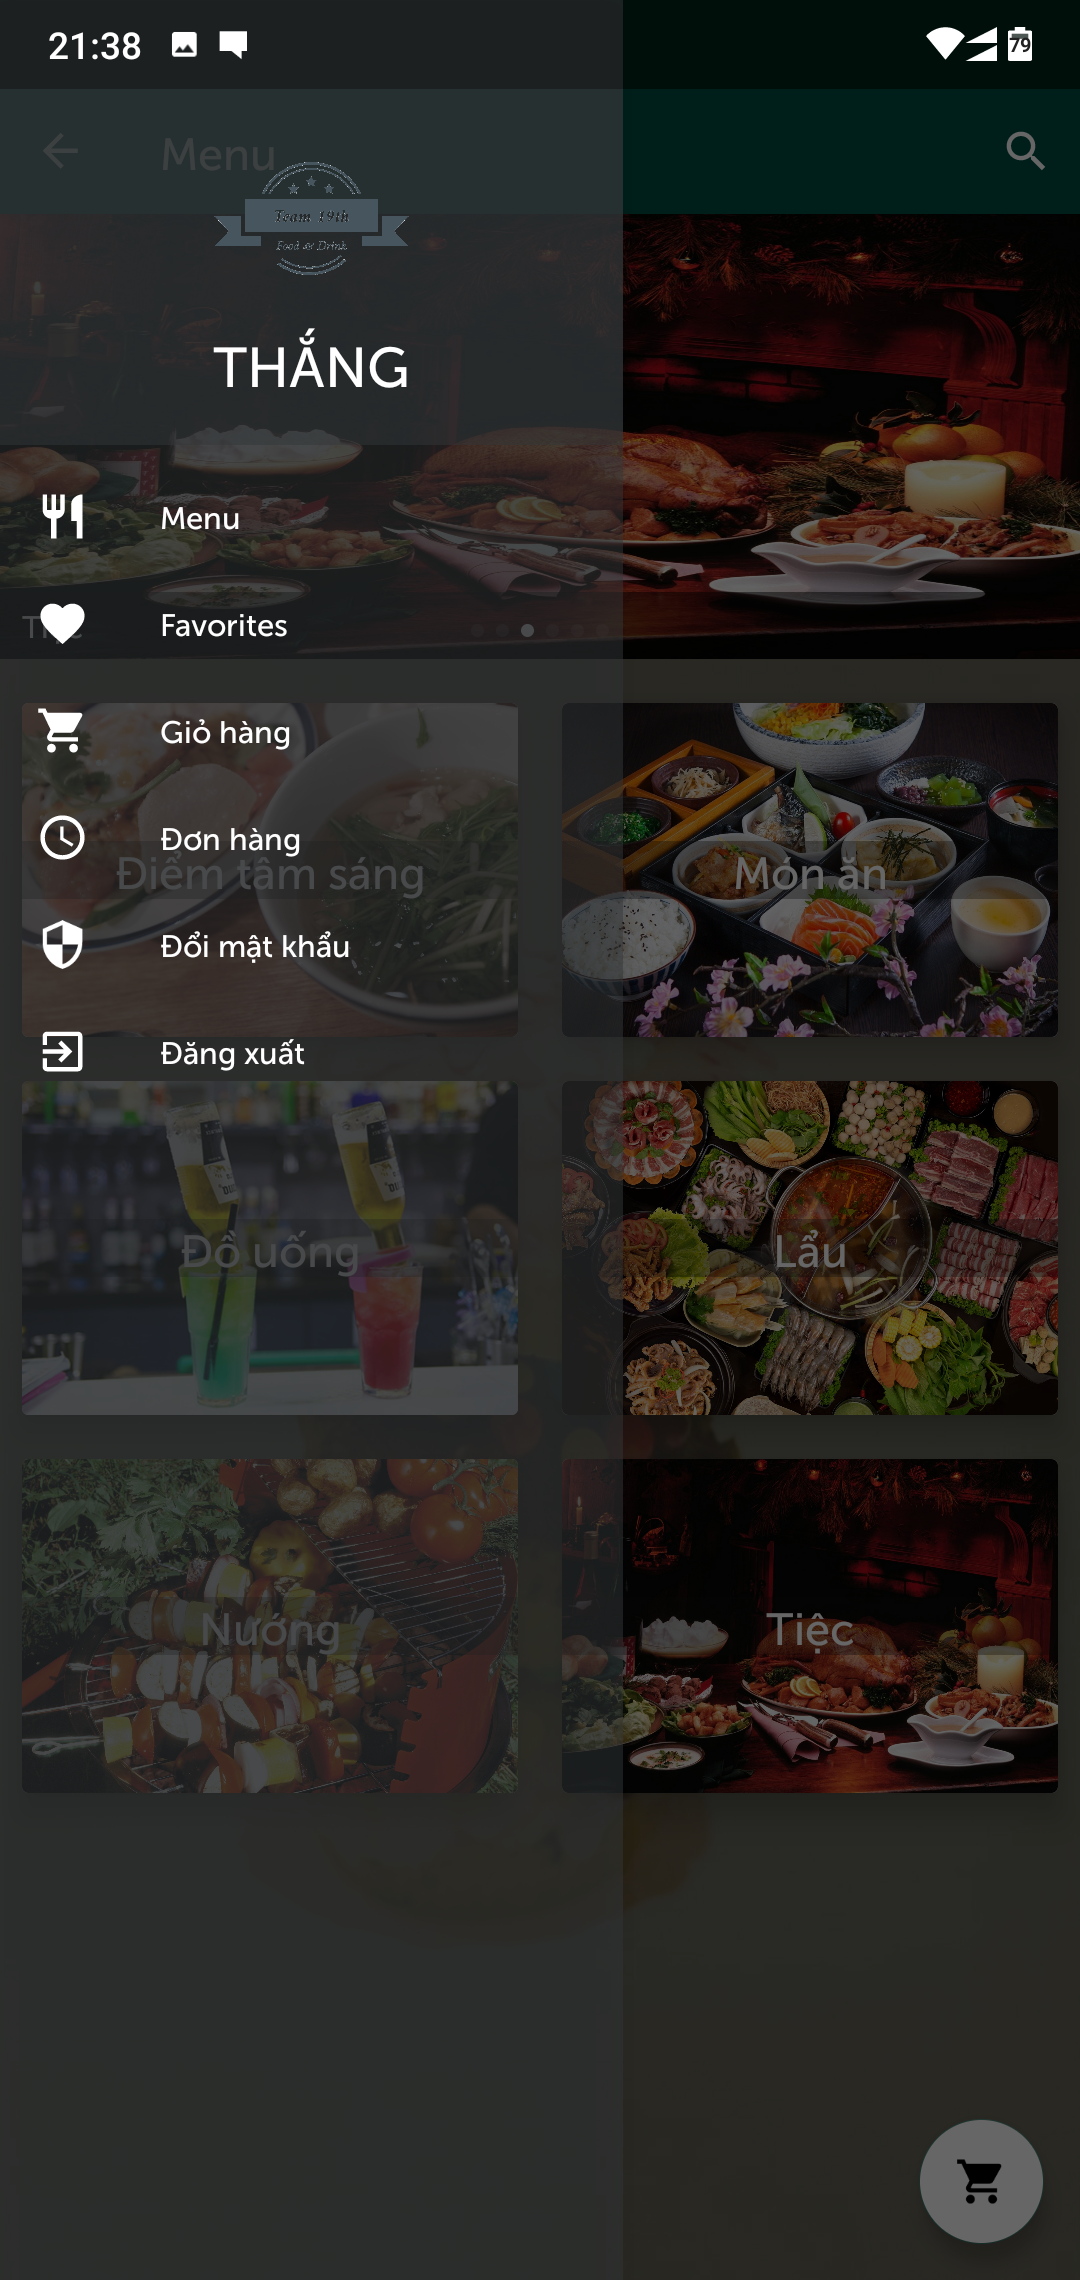 21:38
79
Menu
Team 19th
Food & Drink
THẮNG
Menu
Favorites
Giỏ hàng
Đơn hàng
Điểm tâm sáng
Món ăn
Đổi mật khẩu
Đăng xuất
Đồ uống
Lẩu
Nướng
Tiệc